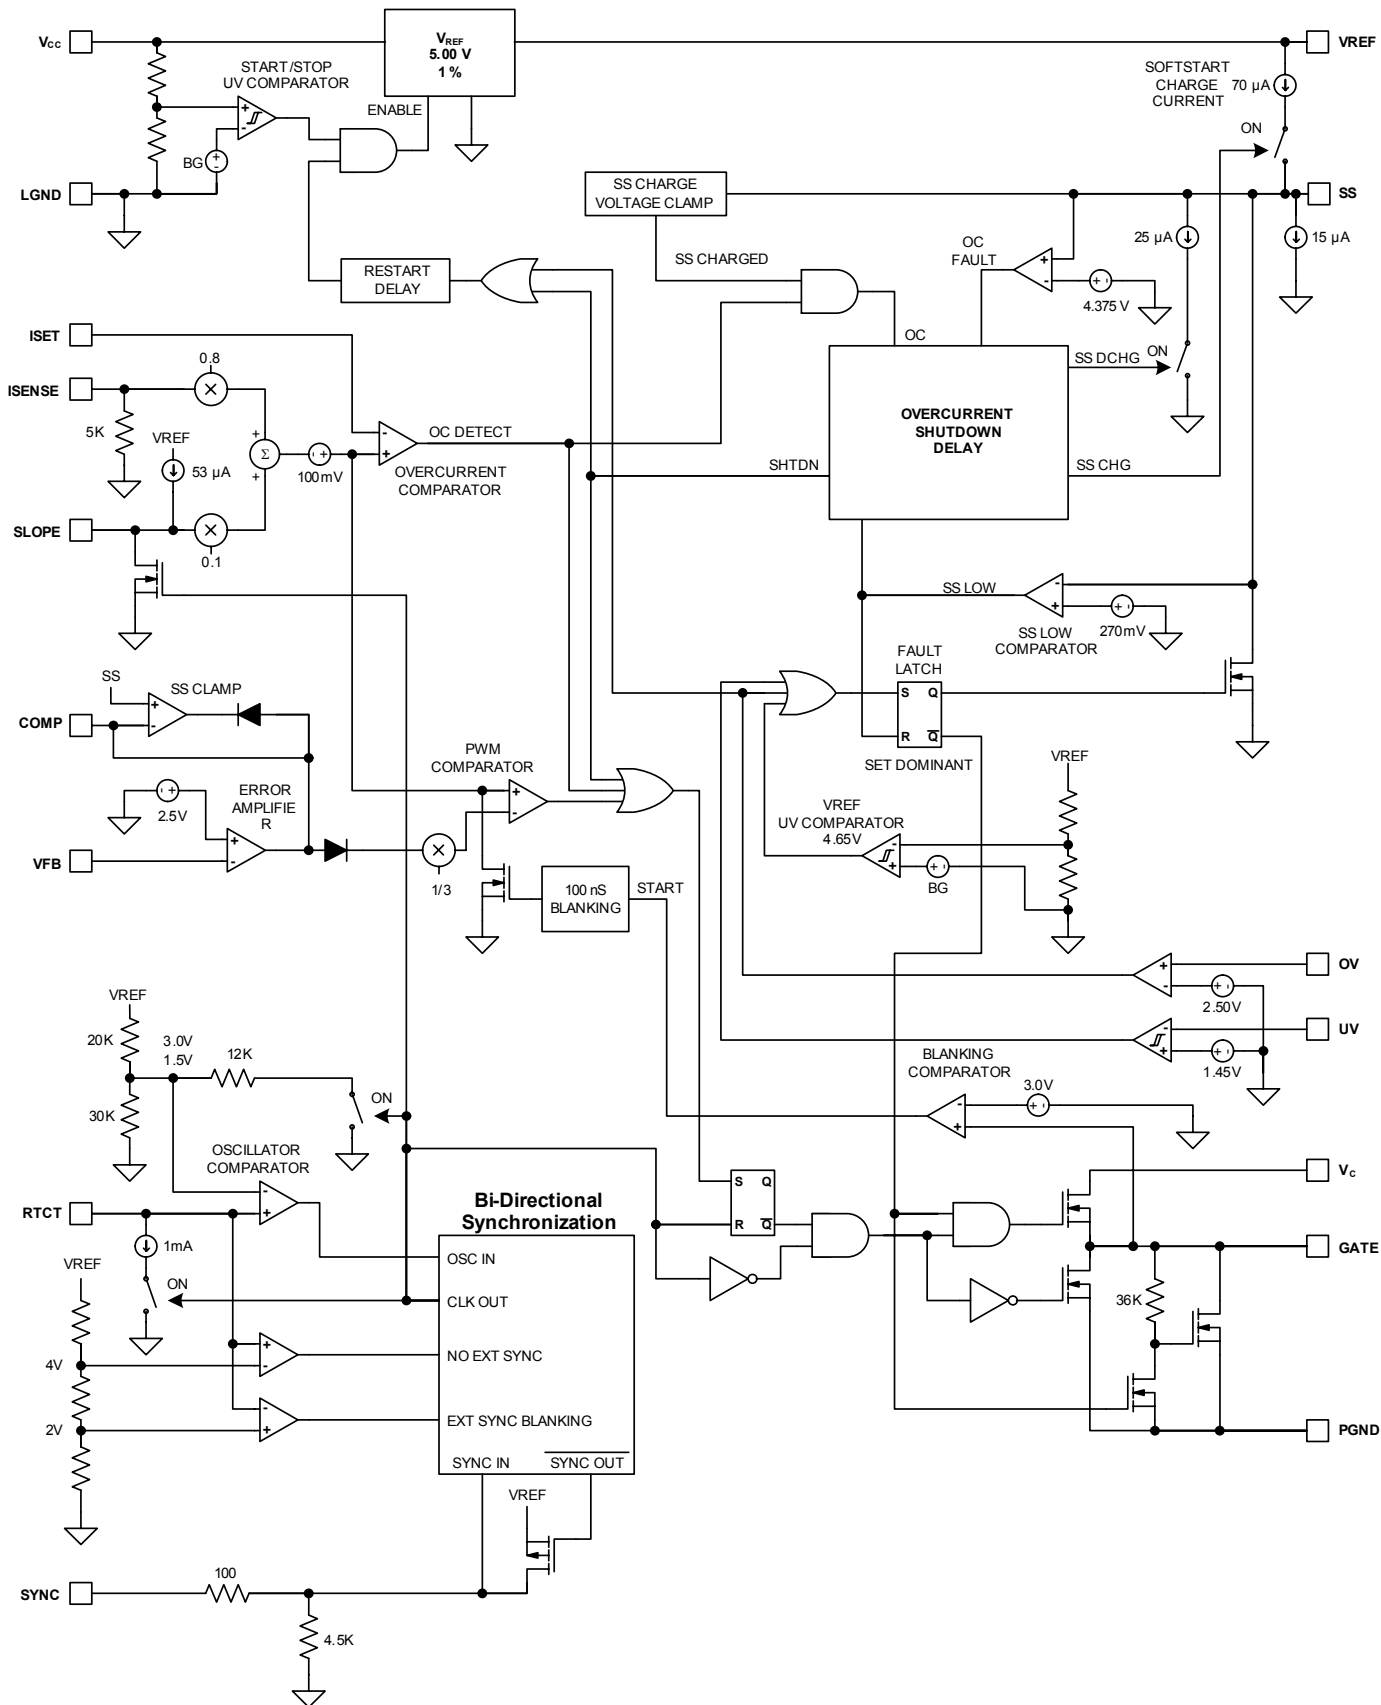 VCC
VREF
5.00 V
1 %
VREF
START/STOP
UV COMPARATOR
ENABLE
SOFTSTART
CHARGE
CURRENT
70 µA
ON
BG
+
-
+
-
LGND
SS CHARGE
VOLTAGE CLAMP
SS
SS CHARGED
OC
FAULT
+
-
+ -
4.375 V
25 µA
15 µA
RESTART
DELAY
ISET
OC
SS DCHG
ON
0.8
ISENSE
5K
VREF
53 µA
+
Σ
+
- +
100mV
-
+
OC DETECT
OVERCURRENT
COMPARATOR
OVERCURRENT
SHUTDOWN
DELAY
SHTDN
SS CHG
SLOPE
0.1
SS LOW
-
+
+ -
270mV
SS LOW
COMPARATOR
FAULT
LATCH
S Q
R Q
SET DOMINANT
SS
SS CLAMP
+
-
COMP
PWM
COMPARATOR
+
-
VREF
- +
2.5V
ERROR
AMPLIFIE
R
+
-
VFB
1/3
VREF
UV COMPARATOR
4.65V
-
+
+ -
BG
100 nS
BLANKING
START
OV
+
-
+ -
2.50V
UV
-
+
+ -
1.45V
VREF
20K
3.0V
1.5V
12K
30K
ON
BLANKING
COMPARATOR
-
+
3.0V
+ -
OSCILLATOR
COMPARATOR
-
+
RTCT
Bi-Directional
Synchronization
S Q
R Q
VC
1mA
ON
VREF
OSC IN
CLK OUT
GATE
36K
4V
+
-
NO EXT SYNC
2V
-
+
EXT SYNC BLANKING
PGND
SYNC IN
SYNC OUT
VREF
SYNC
100
4.5K